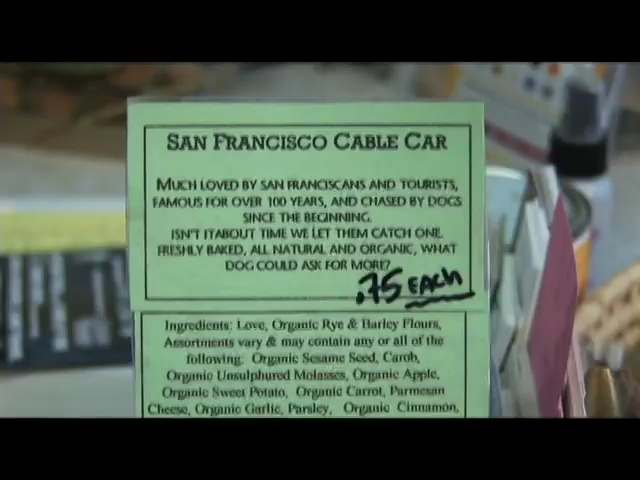 SAN FRANCISCO CABLE CAR
MUCH LOVED BY SAN FRANCISCANS AND TOURISTS,
FAMOUS FOR OVER 100 YEARS, AND CHASED BY DOGS
SINCE THE BEGINNING.
ISN'T ITABOUT TIME WE LET THEM CATCH ONE.
FRESHLY BAKED, ALL NATURAL AND ORGANIC, WHAT
DOG COULD ASK FOR MORE?
.75 EACH
Ingredients: Love, Organic Rye & Barley Flours,
Assortments vary & may contain any or all of the
following: Organic Sesame Seed, Carob,
Organic Unsulphured Molasses, Organic Apple,
Organic Sweet Potato, Organic Carrot, Parmesan
Cheese, Organic Garlic, Parsley, Organic Cinnamon,